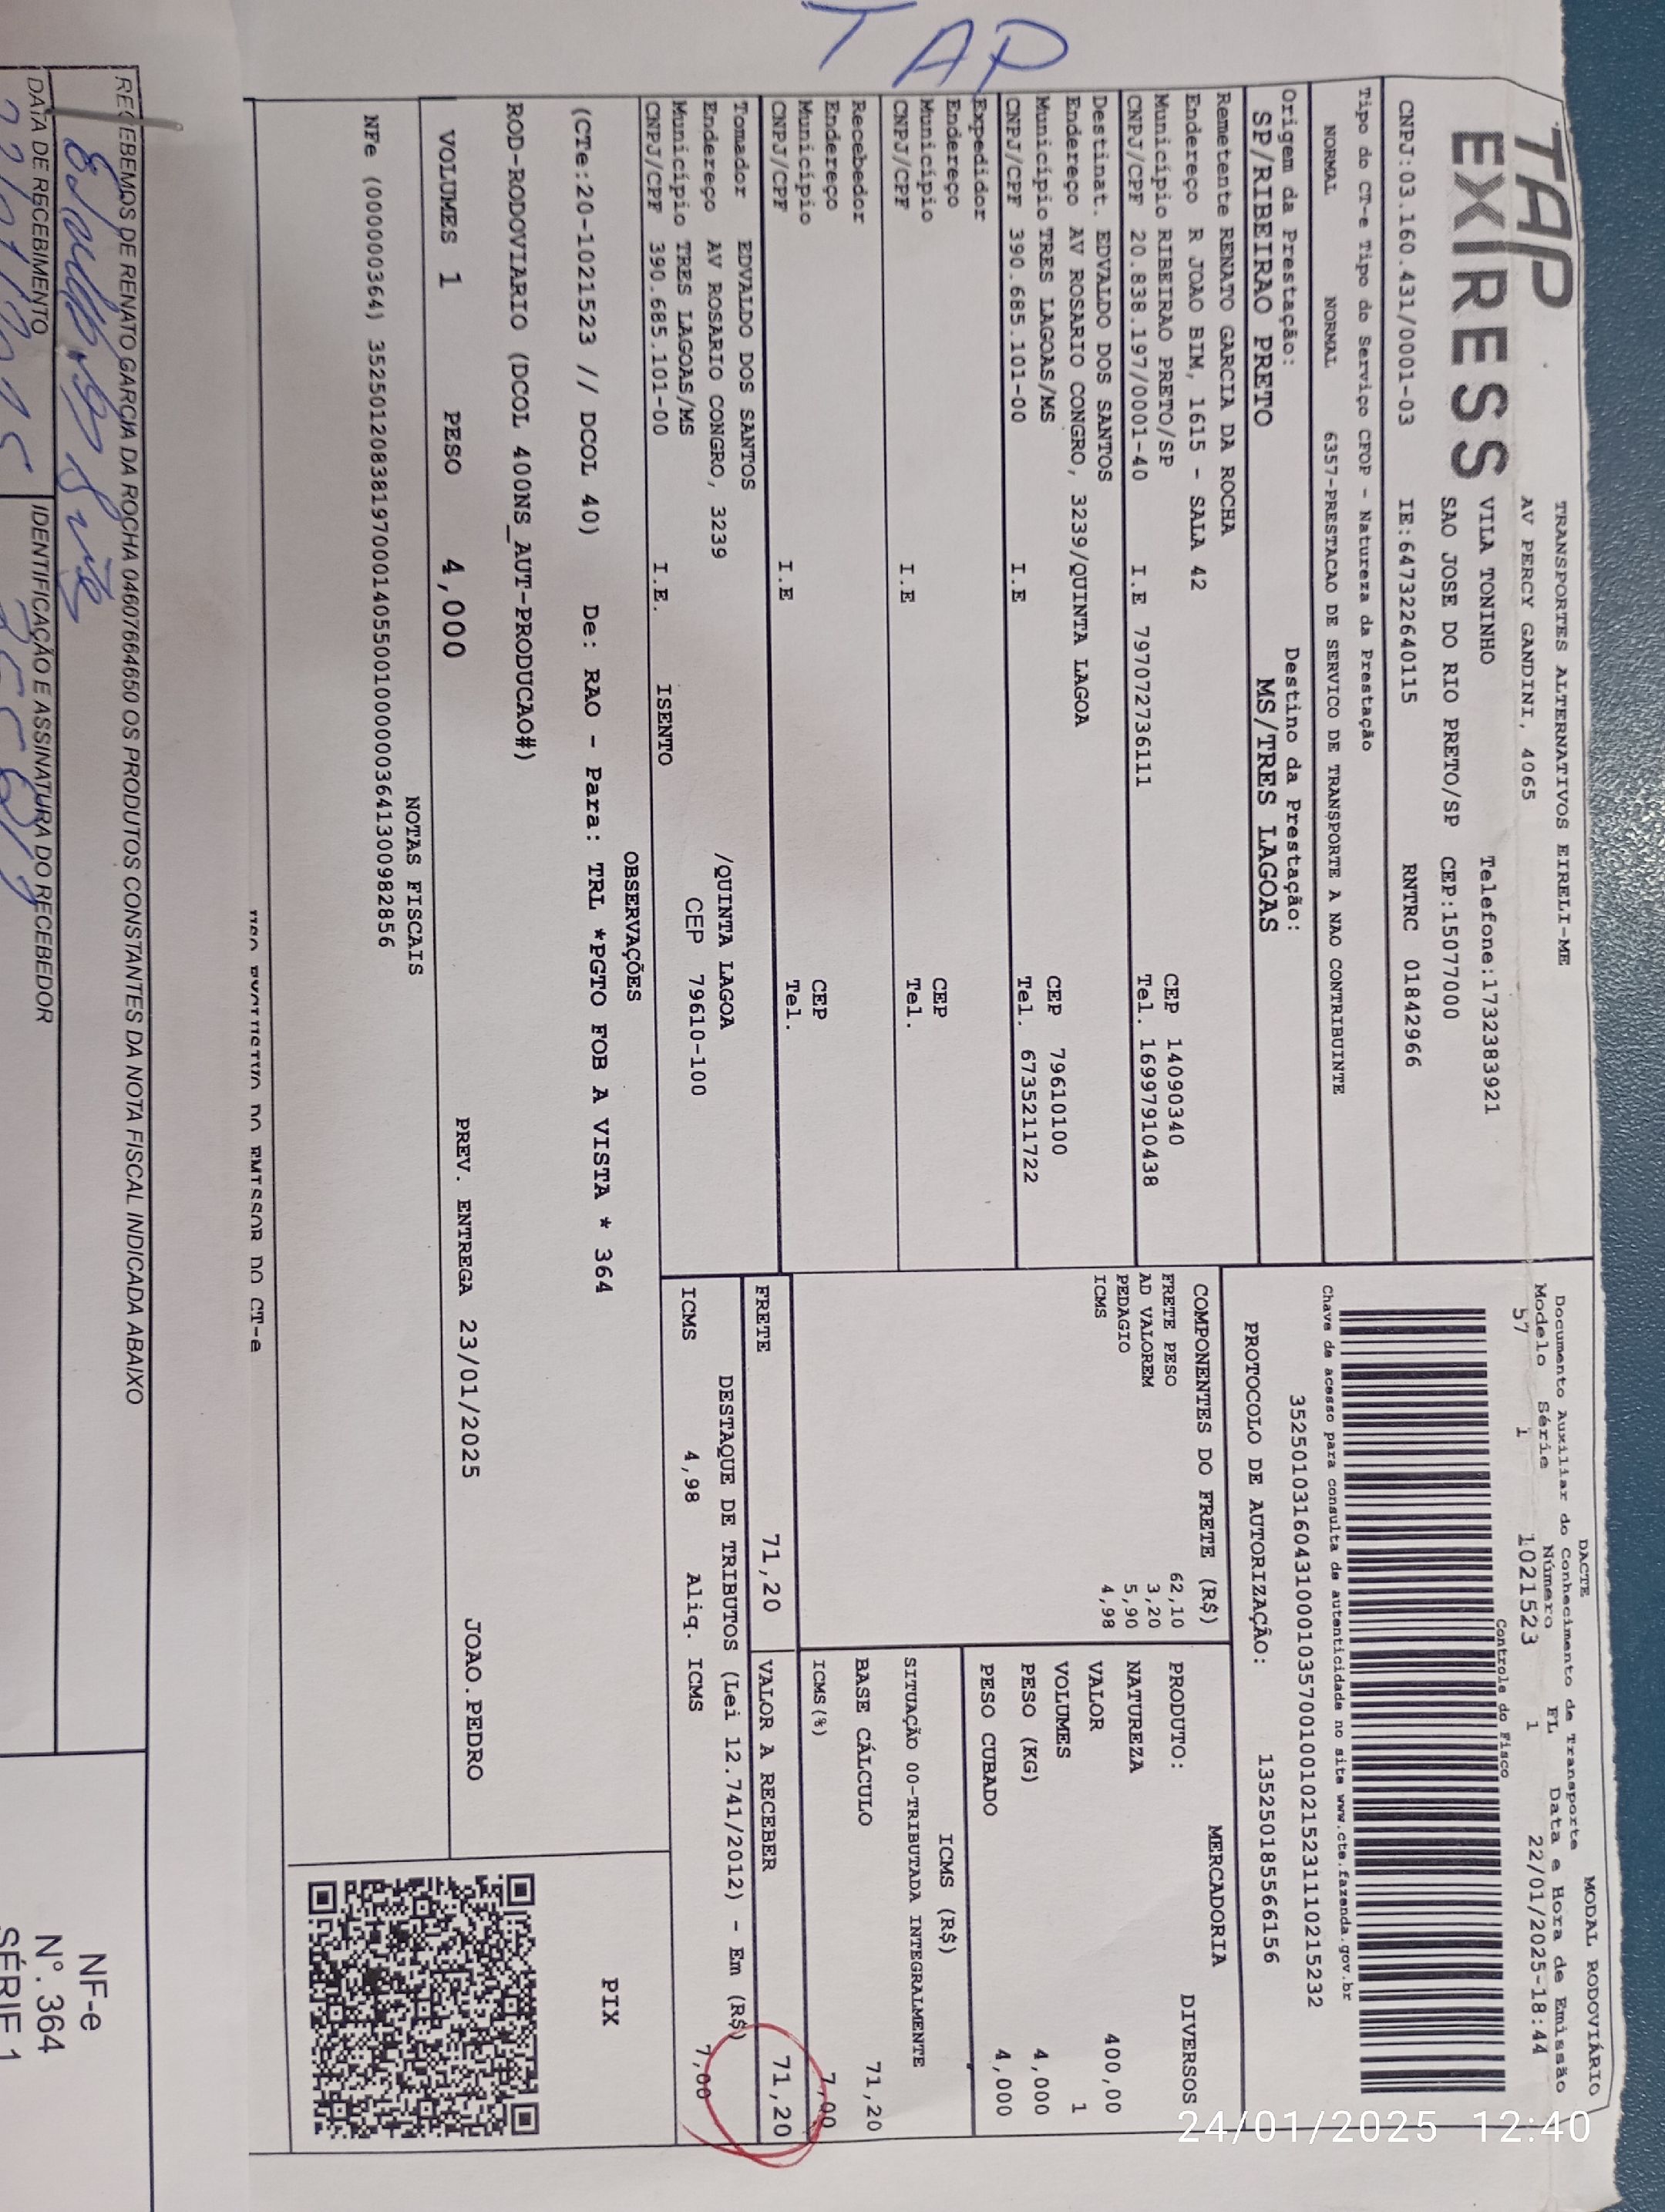 TAP
TAP EXPRESS
TRANSPORTES ALTERNATIVOS EIRELI-ME
AV PERCY GANDINI, 4065
VILA TONINHO Telefone:1732383921
SAO JOSE DO RIO PRETO/SP CEP:15077000
CNPJ:03.160.431/0001-03 IE:647322640115 RNTRC 01842966
Tipo do CT-e Tipo do Serviço CFOP - Natureza da Prestação
NORMAL NORMAL 6357-PRESTACAO DE SERVICO DE TRANSPORTE A NAO CONTRIBUINTE
Origem da Prestação: Destino da Prestação:
SP/RIBEIRAO PRETO MS/TRES LAGOAS
DACTE MODAL RODOVIÁRIO
Documento Auxiliar do Conhecimento de Transporte
Modelo Série Número FL Data e Hora de Emissão
57 1 1021523 1 22/01/2025-18:44
Controle do Fisco
Chave de acesso para consulta de autenticidade no site www.cte.fazenda.gov.br
35250103160431000103570010010215231110215232
PROTOCOLO DE AUTORIZAÇÃO: 135250185566156
Remetente RENATO GARCIA DA ROCHA
Endereço R JOAO BIM, 1615 - SALA 42
Município RIBEIRAO PRETO/SP CEP 14090340
CNPJ/CPF 20.838.197/0001-40 I.E 797072736111 Tel. 16997910438
Destinat. EDVALDO DOS SANTOS
Endereço AV ROSARIO CONGRO, 3239/QUINTA LAGOA
Município TRES LAGOAS/MS CEP 79610100
CNPJ/CPF 390.685.101-00 I.E Tel. 6735211722
Expedidor
Endereço
Município CEP
CNPJ/CPF I.E Tel.
Recebedor
Endereço
Município CEP
CNPJ/CPF I.E Tel.
Tomador EDVALDO DOS SANTOS
Endereço AV ROSARIO CONGRO, 3239 /QUINTA LAGOA
Município TRES LAGOAS/MS CEP 79610-100
CNPJ/CPF 390.685.101-00 I.E. ISENTO
COMPONENTES DO FRETE (R$)
FRETE PESO 62,10
AD VALOREM 3,20
PEDAGIO 5,90
ICMS 4,98
MERCADORIA
PRODUTO: DIVERSOS
NATUREZA
VALOR 400,00
VOLUMES 1
PESO (KG) 4,000
PESO CUBADO 4,000
ICMS (R$)
SITUAÇÃO 00-TRIBUTADA INTEGRALMENTE
BASE CÁLCULO 71,20
ICMS(%) 7,00
FRETE 71,20 VALOR A RECEBER 71,20
DESTAQUE DE TRIBUTOS (Lei 12.741/2012) - Em (R$)
ICMS 4,98 Aliq. ICMS 7,00
OBSERVAÇÕES
(CTe:20-1021523 // DCOL 40) De: RAO - Para: TRL *PGTO FOB A VISTA * 364
ROD-RODOVIARIO (DCOL 400NS_AUT-PRODUCAO#)
PIX
VOLUMES 1 PESO 4,000 PREV. ENTREGA 23/01/2025 JOAO.PEDRO
NOTAS FISCAIS
NFe (000000364) 35250120838197000140550010000003641300982856
USO EXCLUSIVO DO EMISSOR DO CT-e
RECEBEMOS DE RENATO GARCIA DA ROCHA 04607664650 OS PRODUTOS CONSTANTES DA NOTA FISCAL INDICADA ABAIXO
DATA DE RECEBIMENTO IDENTIFICAÇÃO E ASSINATURA DO RECEBEDOR
NF-e
Nº. 364
SÉRIE 1
24/01/2025 12:40